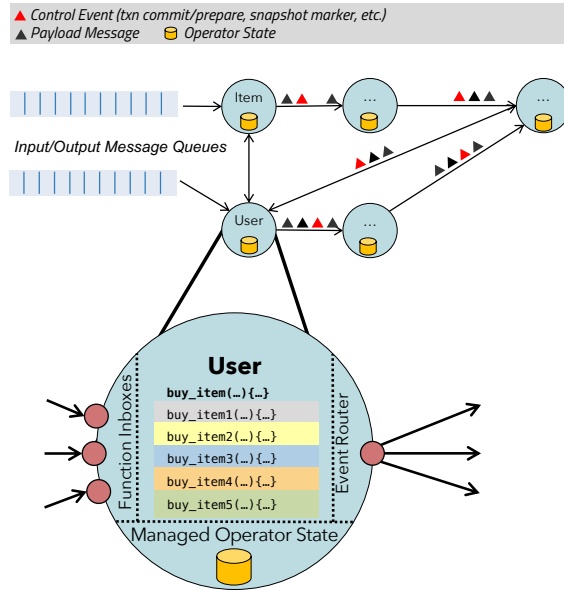 Control Event (txn commit/prepare, snapshot marker, etc.)
Payload Message Operator State
Item
...
...
Input/Output Message Queues
User
...
User
Function Inboxes
buy_item(…){…}
buy_item1(…){…}
buy_item2(…){…}
buy_item3(…){…}
buy_item4(…){…}
buy_item5(…){…}
Event Router
Managed Operator State